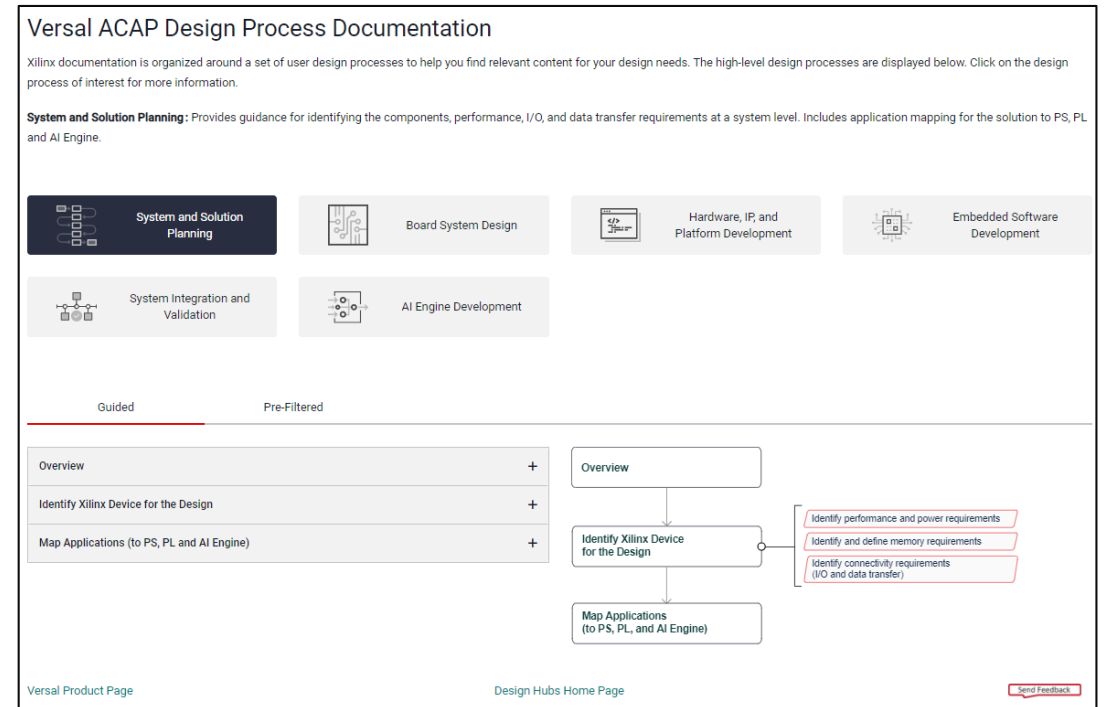 Versal ACAP Design Process Documentation
Xilinx documentation is organized around a set of user design processes to help you find relevant content for your design needs. The high-level design processes are displayed below. Click on the design
process of interest for more information.
System and Solution Planning: Provides guidance for identifying the components, performance, I/O, and data transfer requirements at a system level. Includes application mapping for the solution to PS, PL
and AI Engine.
System and Solution
Planning
Board System Design
Hardware, IP, and
Platform Development
Embedded Software
Development
System Integration and
Validation
AI Engine Development
Guided
Pre-Filtered
Overview
Identify Xilinx Device for the Design
Map Applications (to PS, PL and AI Engine)
Overview
Identify Xilinx Device
for the Design
Identify performance and power requirements
Identify and define memory requirements
Identify connectivity requirements
(I/O and data transfer)
Map Applications
(to PS, PL, and AI Engine)
Versal Product Page
Design Hubs Home Page
Send Feedback